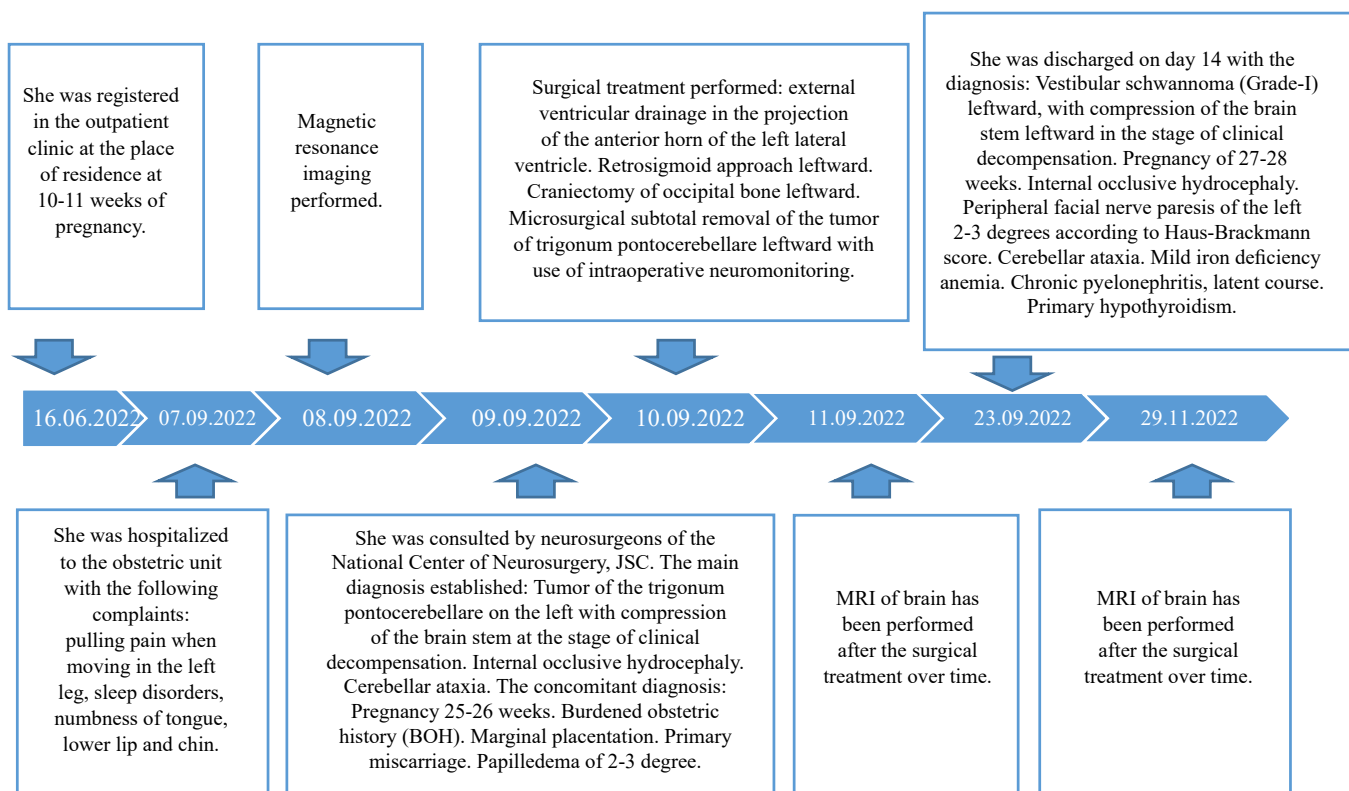 She was registered
in the outpatient
clinic at the place
of residence at
10-11 weeks of
pregnancy.
Magnetic
resonance
imaging
performed.
Surgical treatment performed: external
ventricular drainage in the projection
of the anterior horn of the left lateral
ventricle. Retrosigmoid approach leftward.
Craniectomy of occipital bone leftward.
Microsurgical subtotal removal of the tumor
of trigonum pontocerebellare leftward with
use of intraoperative neuromonitoring.
She was discharged on day 14 with the
diagnosis: Vestibular schwannoma (Grade-I)
leftward, with compression of the brain
stem leftward in the stage of clinical
decompensation. Pregnancy of 27-28
weeks. Internal occlusive hydrocephaly.
Peripheral facial nerve paresis of the left
2-3 degrees according to Haus-Brackmann
score. Cerebellar ataxia. Mild iron deficiency
anemia. Chronic pyelonephritis, latent course.
Primary hypothyroidism.
16.06.2022
07.09.2022
08.09.2022
09.09.2022
10.09.2022
11.09.2022
23.09.2022
29.11.2022
She was hospitalized
to the obstetric unit
with the following
complaints:
pulling pain when
moving in the left
leg, sleep disorders,
numbness of tongue,
lower lip and chin.
She was consulted by neurosurgeons of the
National Center of Neurosurgery, JSC. The main
diagnosis established: Tumor of the trigonum
pontocerebellare on the left with compression
of the brain stem at the stage of clinical
decompensation. Internal occlusive hydrocephaly.
Cerebellar ataxia. The concomitant diagnosis:
Pregnancy 25-26 weeks. Burdened obstetric
history (BOH). Marginal placentation. Primary
miscarriage. Papilledema of 2-3 degree.
MRI of brain has
been performed
after the surgical
treatment over time.
MRI of brain has
been performed
after the surgical
treatment over time.